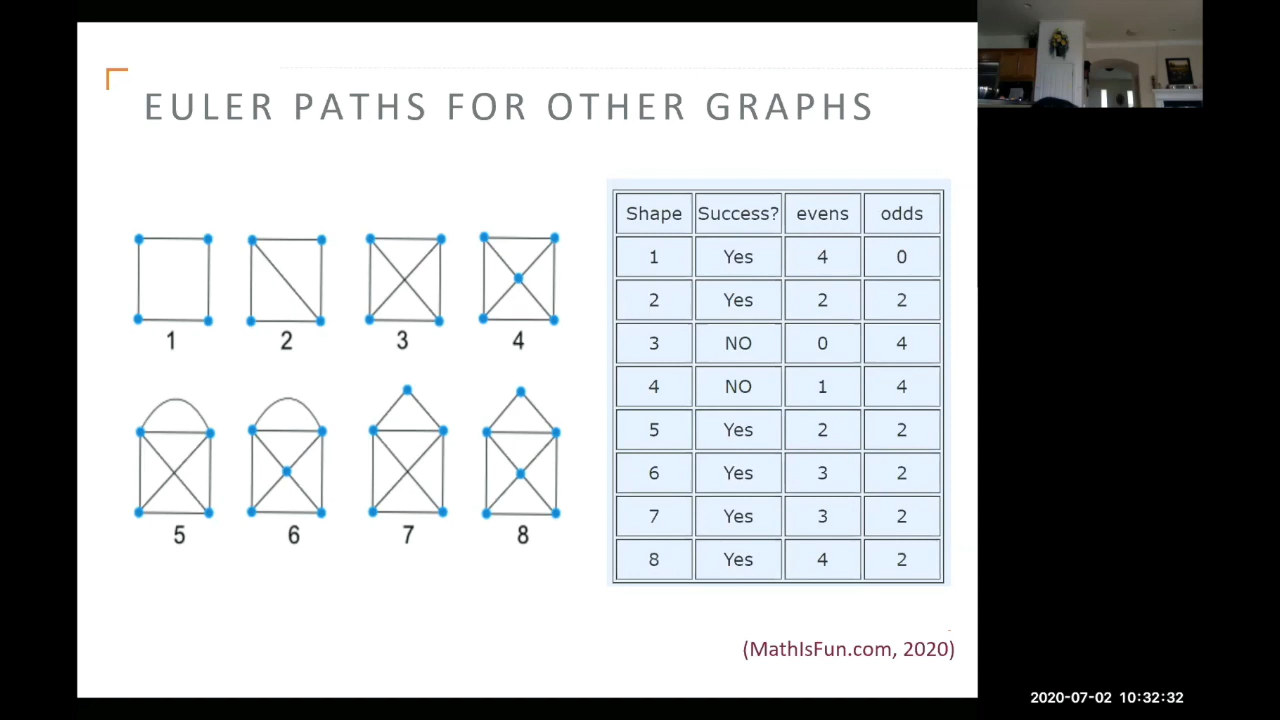 EULER PATHS FOR OTHER GRAPHS
1 2 3 4
5 6 7 8
Shape Success? evens odds
1 Yes 4 0
2 Yes 2 2
3 NO 0 4
4 NO 1 4
5 Yes 2 2
6 Yes 3 2
7 Yes 3 2
8 Yes 4 2
(MathIsFun.com, 2020)
2020-07-02 10:32:32